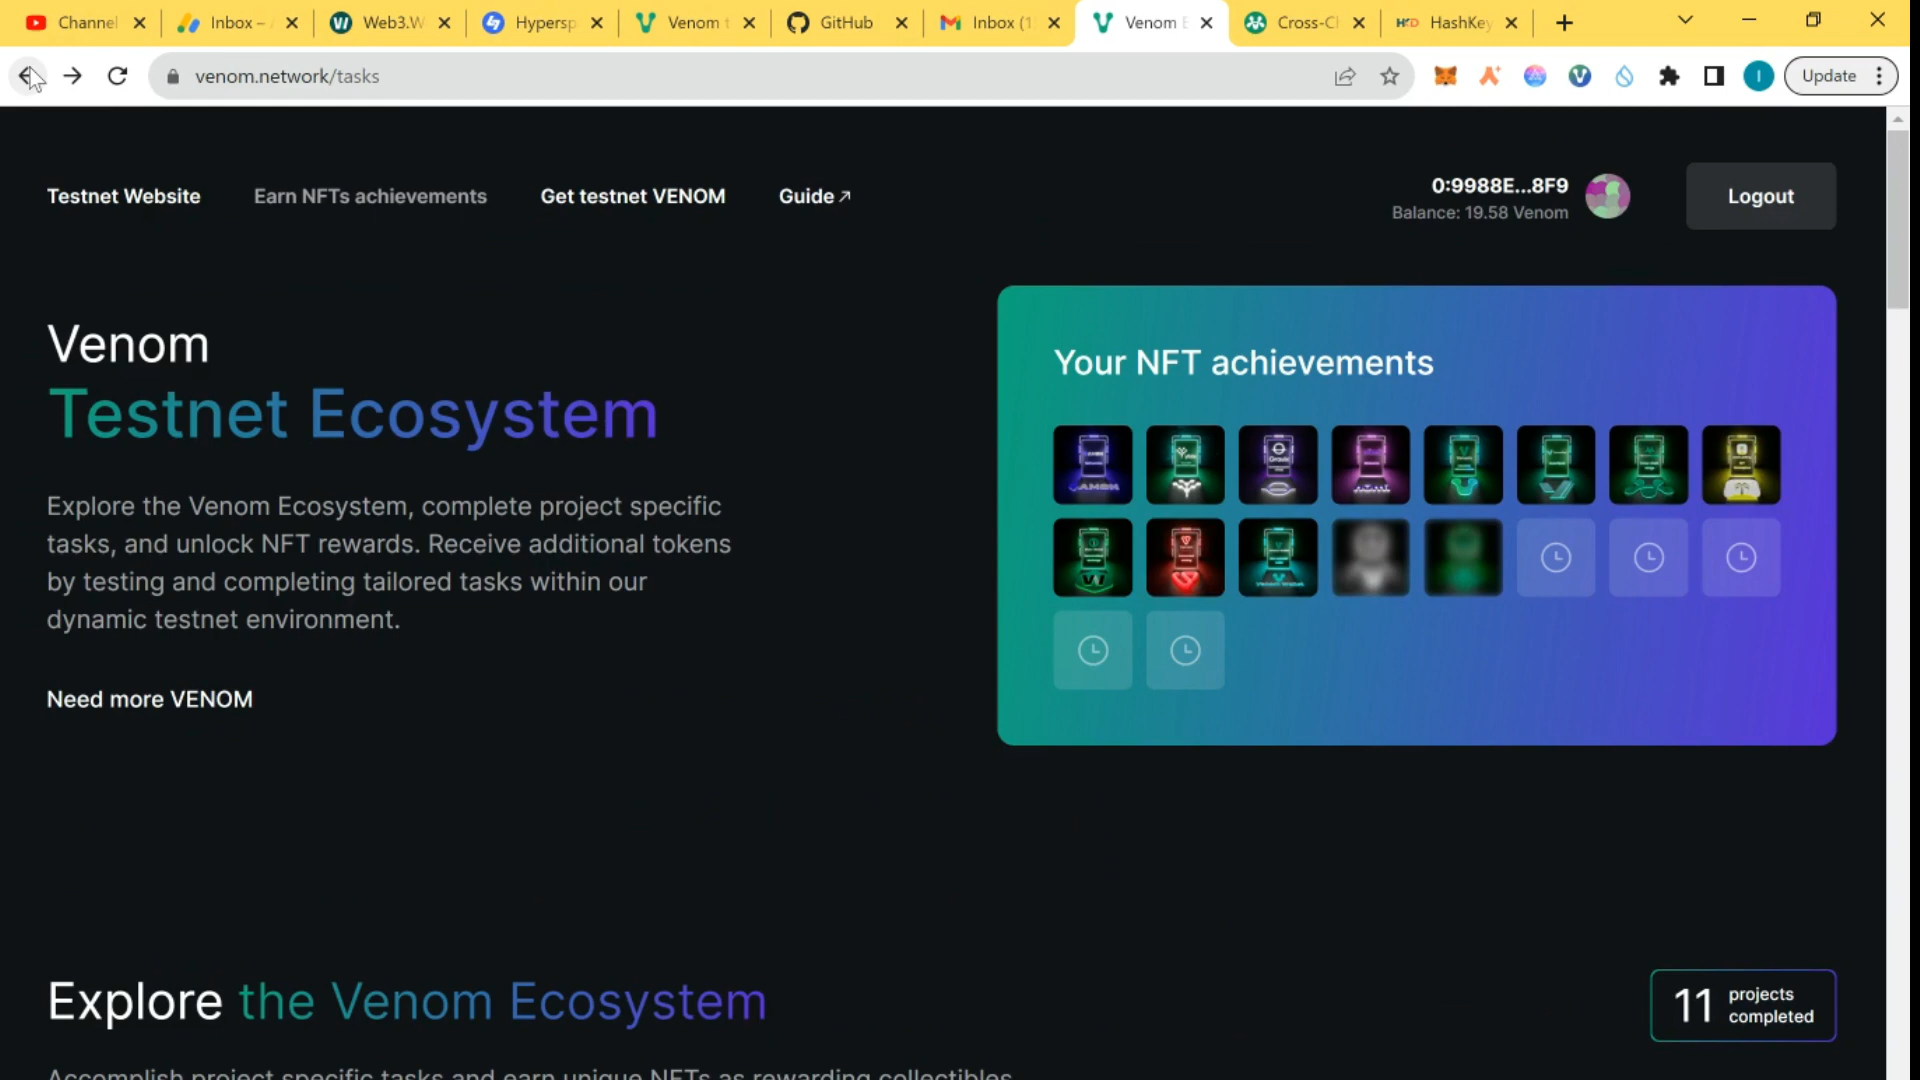 Channel
Inbox –
Web3.W
Hypersp
Venom t
GitHub
Inbox (1
Venom E
Cross-Cl
HashKey
venom.network/tasks
I
Update
Testnet Website
Earn NFTs achievements
Get testnet VENOM
Guide
0:9988E...8F9
Balance: 19.58 Venom
Logout
Venom
Testnet Ecosystem
Explore the Venom Ecosystem, complete project specific
tasks, and unlock NFT rewards. Receive additional tokens
by testing and completing tailored tasks within our
dynamic testnet environment.
Need more VENOM
Your NFT achievements
Explore the Venom Ecosystem
11 projects
completed
Accomplish project specific tasks and earn unique NFTs as rewarding collectibles